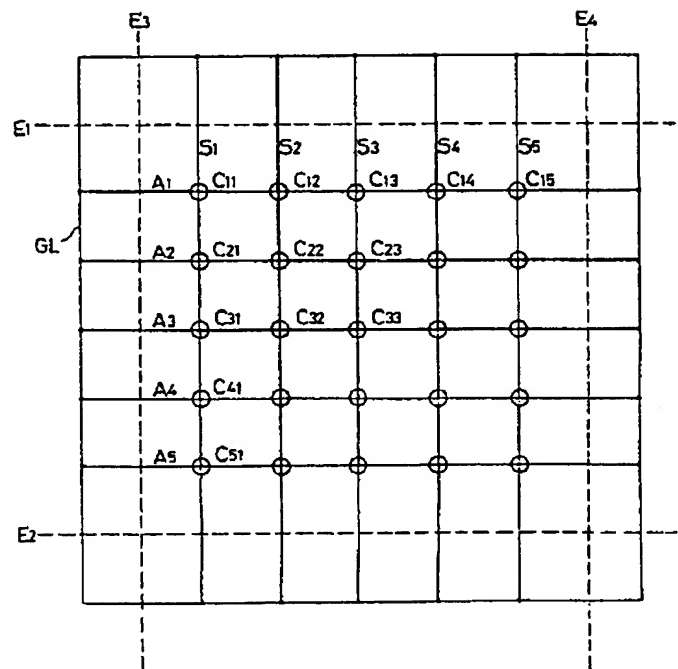 E3 E4
E1
S1 S2 S3 S4 S5
A1 C11 C12 C13 C14 C15
GL
A2 C21 C22 C23
A3 C31 C32 C33
A4 C41
A5 C51
E2